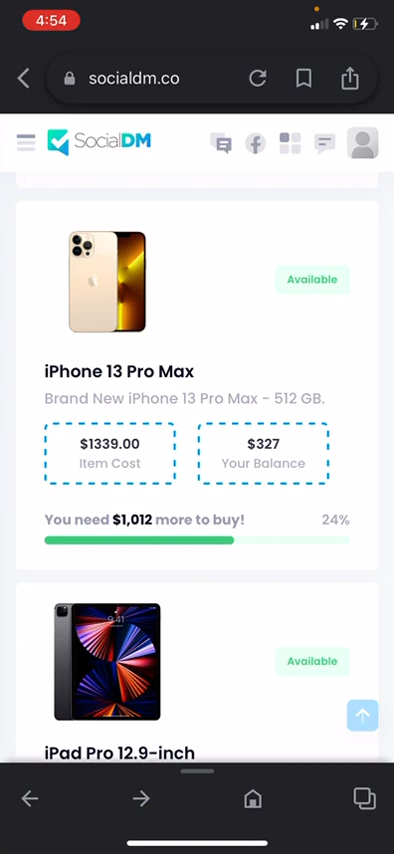 4:54
socialdm.co
SocialDM
Available
iPhone 13 Pro Max
Brand New iPhone 13 Pro Max - 512 GB.
$1339.00
Item Cost
$327
Your Balance
You need $1,012 more to buy!
24%
9:41
Available
iPad Pro 12.9-inch